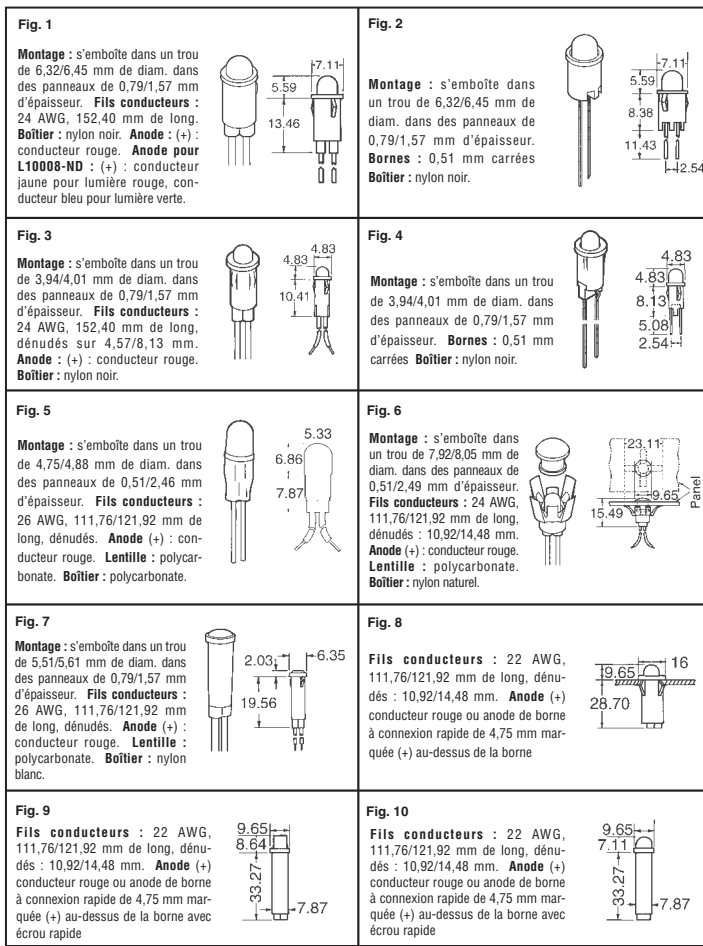 Fig. 1
Montage : s'emboîte dans un trou
de 6,32/6,45 mm de diam. dans
des panneaux de 0,79/1,57 mm
d'épaisseur. Fils conducteurs :
24 AWG, 152,40 mm de long.
Boîtier : nylon noir. Anode : (+) :
conducteur rouge. Anode pour
L10008-ND : (+) : conducteur
jaune pour lumière rouge, con-
ducteur bleu pour lumière verte.
7.11
5.59
13.46
Fig. 2
Montage : s'emboîte dans
un trou de 6,32/6,45 mm de
diam. dans des panneaux de
0,79/1,57 mm d'épaisseur.
Bornes : 0,51 mm carrées
Boîtier : nylon noir.
7.11
5.59
8.38
11.43
2.54
Fig. 3
Montage : s'emboîte dans un trou
de 3,94/4,01 mm de diam. dans
des panneaux de 0,79/1,57 mm
d'épaisseur. Fils conducteurs :
24 AWG, 152,40 mm de long,
dénudés sur 4,57/8,13 mm.
Anode : (+) : conducteur rouge.
Boîtier : nylon noir.
4.83
4.83
10.41
Fig. 4
Montage : s'emboîte dans un trou
de 3,94/4,01 mm de diam. dans
des panneaux de 0,79/1,57 mm
d'épaisseur. Bornes : 0,51 mm
carrées Boîtier : nylon noir.
4.83
4.83
8.13
5.08
2.54
Fig. 5
Montage : s'emboîte dans un trou
de 4,75/4,88 mm de diam. dans
des panneaux de 0,51/2,46 mm
d'épaisseur. Fils conducteurs :
26 AWG, 111,76/121,92 mm de
long, dénudés. Anode (+) : con-
ducteur rouge. Lentille : polycar-
bonate. Boîtier : polycarbonate.
5.33
6.86
7.87
Fig. 6
Montage : s'emboîte dans
un trou de 7,92/8,05 mm de
diam. dans des panneaux de
0,51/2,49 mm d'épaisseur.
Fils conducteurs : 24 AWG,
111,76/121,92 mm de long,
dénudés : 10,92/14,48 mm.
Anode (+) : conducteur rouge.
Lentille : polycarbonate.
Boîtier : nylon naturel.
23.11
9.65
15.49
Panel
Fig. 7
Montage : s'emboîte dans un trou
de 5,51/5,61 mm de diam. dans
des panneaux de 0,79/1,57 mm
d'épaisseur. Fils conducteurs :
26 AWG, 111,76/121,92 mm
de long, dénudés. Anode (+) :
conducteur rouge. Lentille :
polycarbonate. Boîtier : nylon
blanc.
2.03
6.35
19.56
Fig. 8
Fils conducteurs : 22 AWG,
111,76/121,92 mm de long, dénu-
dés : 10,92/14,48 mm. Anode (+)
conducteur rouge ou anode de borne
à connexion rapide de 4,75 mm mar-
quée (+) au-dessus de la borne
9.65
16
28.70
Fig. 9
Fils conducteurs : 22 AWG,
111,76/121,92 mm de long, dénu-
dés : 10,92/14,48 mm. Anode (+)
conducteur rouge ou anode de borne
à connexion rapide de 4,75 mm mar-
quée (+) au-dessus de la borne avec
écrou rapide
9.65
8.64
33.27
7.87
Fig. 10
Fils conducteurs : 22 AWG,
111,76/121,92 mm de long, dénu-
dés : 10,92/14,48 mm. Anode (+)
conducteur rouge ou anode de borne
à connexion rapide de 4,75 mm mar-
quée (+) au-dessus de la borne avec
écrou rapide
9.65
7.11
33.27
7.87